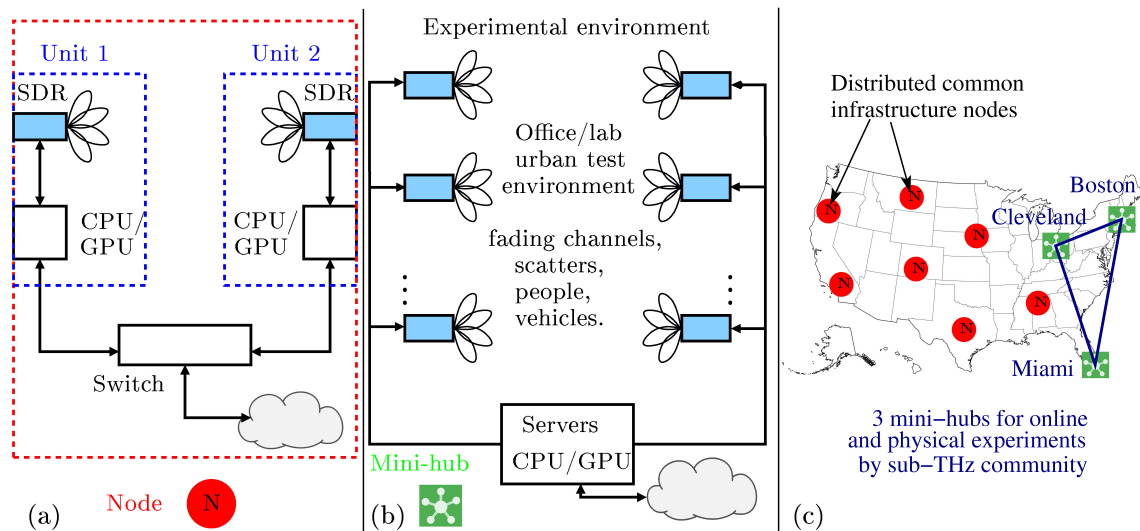 Unit 1
Unit 2
SDR
SDR
CPU/
GPU
CPU/
GPU
Switch
(a)
Node
N
Experimental environment
Office/lab
urban test
environment
fading channels,
scatters,
people,
vehicles.
Servers
CPU/GPU
Mini-hub
(b)
Distributed common
infrastructure nodes
N
N
N
N
N
N
N
Boston
Cleveland
Miami
3 mini−hubs for online
and physical experiments
by sub−THz community
(c)